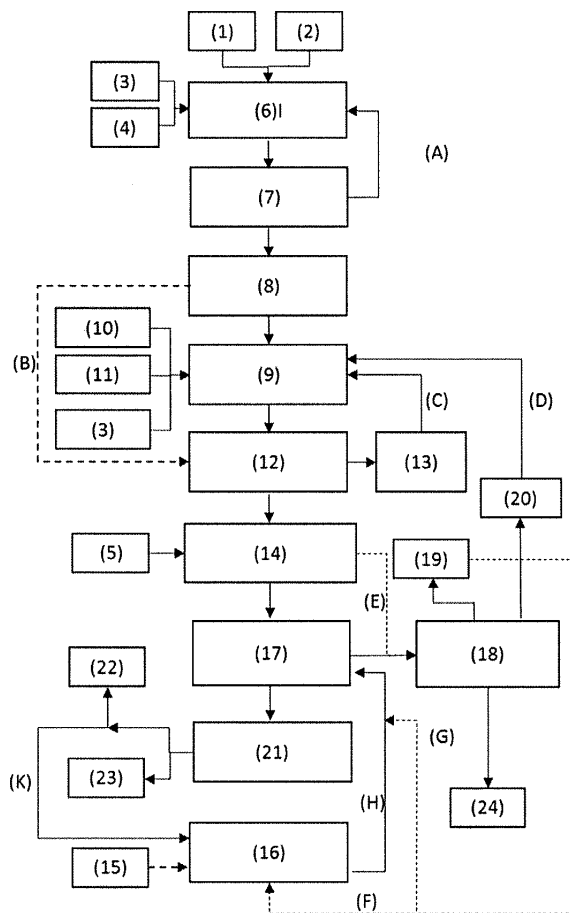 (1) (2)
(3)
(6)I
(4)
(A)
(7)
(8)
(10)
(B)
(11)
(9)
(C)
(D)
(3)
(12)
(13)
(20)
(5)
(14)
(19)
(E)
(17)
(18)
(22)
(21)
(G)
(K)
(23)
(H)
(24)
(16)
(15)
(F)